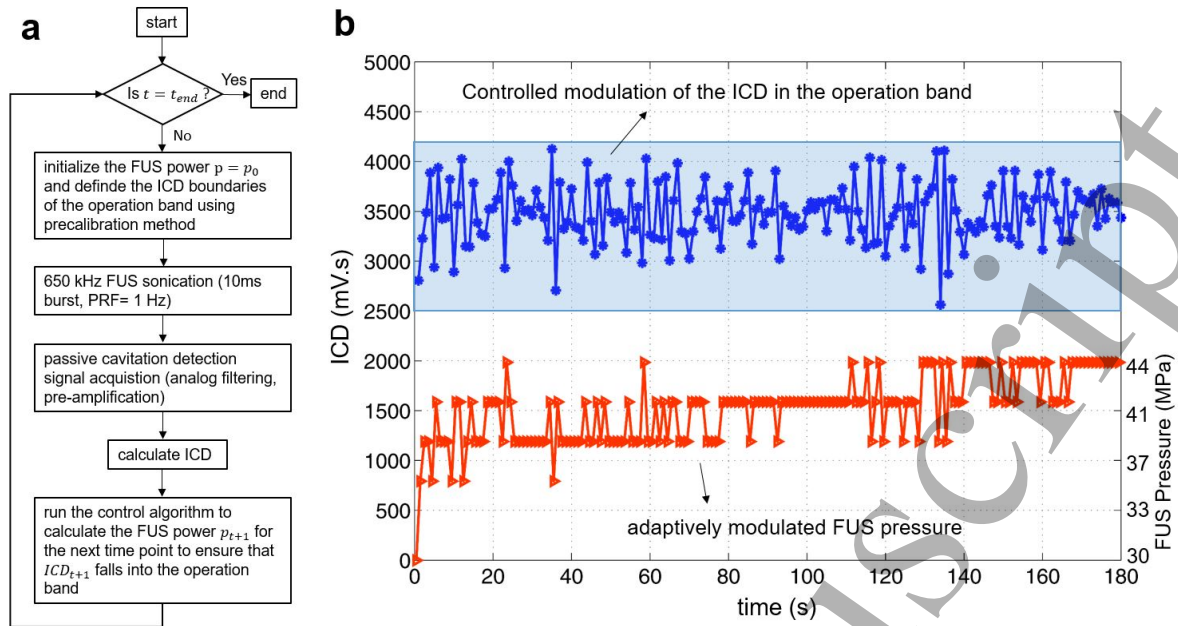 a
start
Is t = t_end ?
Yes
end
No
initialize the FUS power p = p_0
and definde the ICD boundaries
of the operation band using
precalibration method
650 kHz FUS sonication (10ms
burst, PRF= 1 Hz)
passive cavitation detection
signal acquistion (analog filtering,
pre-amplification)
calculate ICD
run the control algorithm to
calculate the FUS power p_{t+1} for
the next time point to ensure that
ICD_{t+1} falls into the operation
band
b
5000
4500
4000
3500
3000
2500
2000
1500
1000
500
0
ICD (mV.s)
Controlled modulation of the ICD in the operation band
adaptively modulated FUS pressure
44
41
37
33
30
FUS Pressure (MPa)
0 20 40 60 80 100 120 140 160 180
time (s)
script